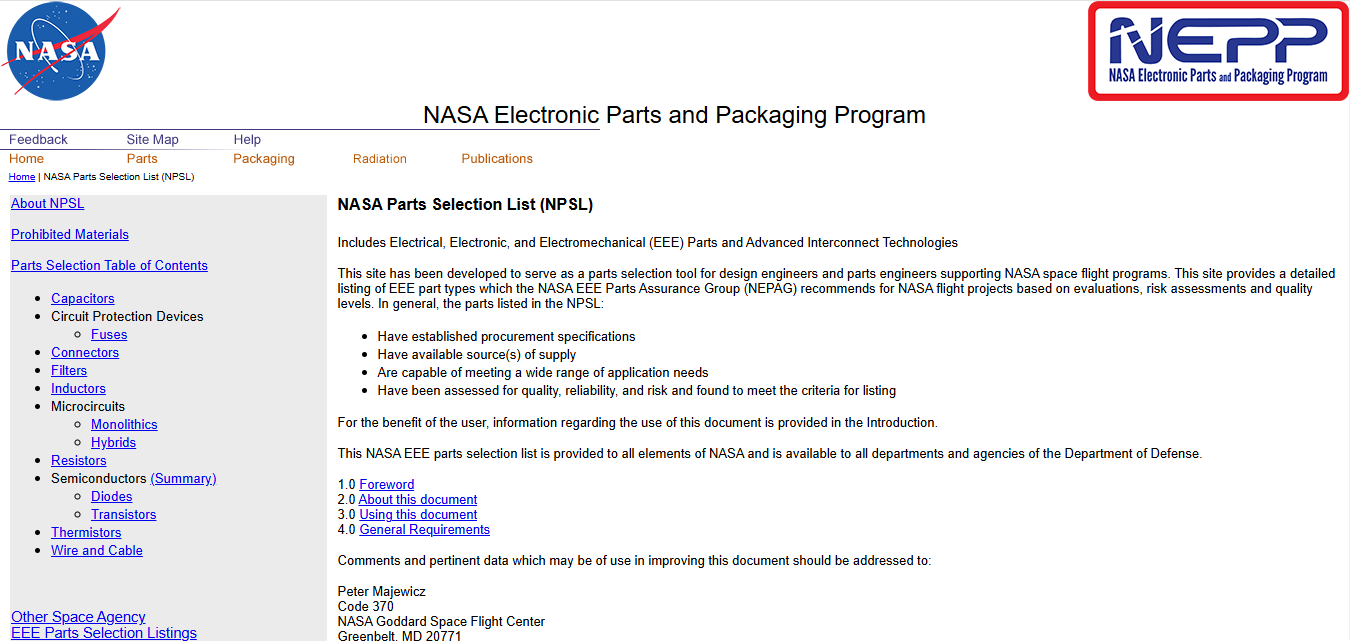 NASA
NEPP
NASA Electronic Parts and Packaging Program
NASA Electronic Parts and Packaging Program
Feedback Site Map Help
Home Parts Packaging Radiation Publications
Home | NASA Parts Selection List (NPSL)
About NPSL
Prohibited Materials
Parts Selection Table of Contents
Capacitors
Circuit Protection Devices
Fuses
Connectors
Filters
Inductors
Microcircuits
Monolithics
Hybrids
Resistors
Semiconductors (Summary)
Diodes
Transistors
Thermistors
Wire and Cable
Other Space Agency
EEE Parts Selection Listings
NASA Parts Selection List (NPSL)
Includes Electrical, Electronic, and Electromechanical (EEE) Parts and Advanced Interconnect Technologies
This site has been developed to serve as a parts selection tool for design engineers and parts engineers supporting NASA space flight programs. This site provides a detailed
listing of EEE part types which the NASA EEE Parts Assurance Group (NEPAG) recommends for NASA flight projects based on evaluations, risk assessments and quality
levels. In general, the parts listed in the NPSL:
Have established procurement specifications
Have available source(s) of supply
Are capable of meeting a wide range of application needs
Have been assessed for quality, reliability, and risk and found to meet the criteria for listing
For the benefit of the user, information regarding the use of this document is provided in the Introduction.
This NASA EEE parts selection list is provided to all elements of NASA and is available to all departments and agencies of the Department of Defense.
1.0 Foreword
2.0 About this document
3.0 Using this document
4.0 General Requirements
Comments and pertinent data which may be of use in improving this document should be addressed to:
Peter Majewicz
Code 370
NASA Goddard Space Flight Center
Greenbelt, MD 20771